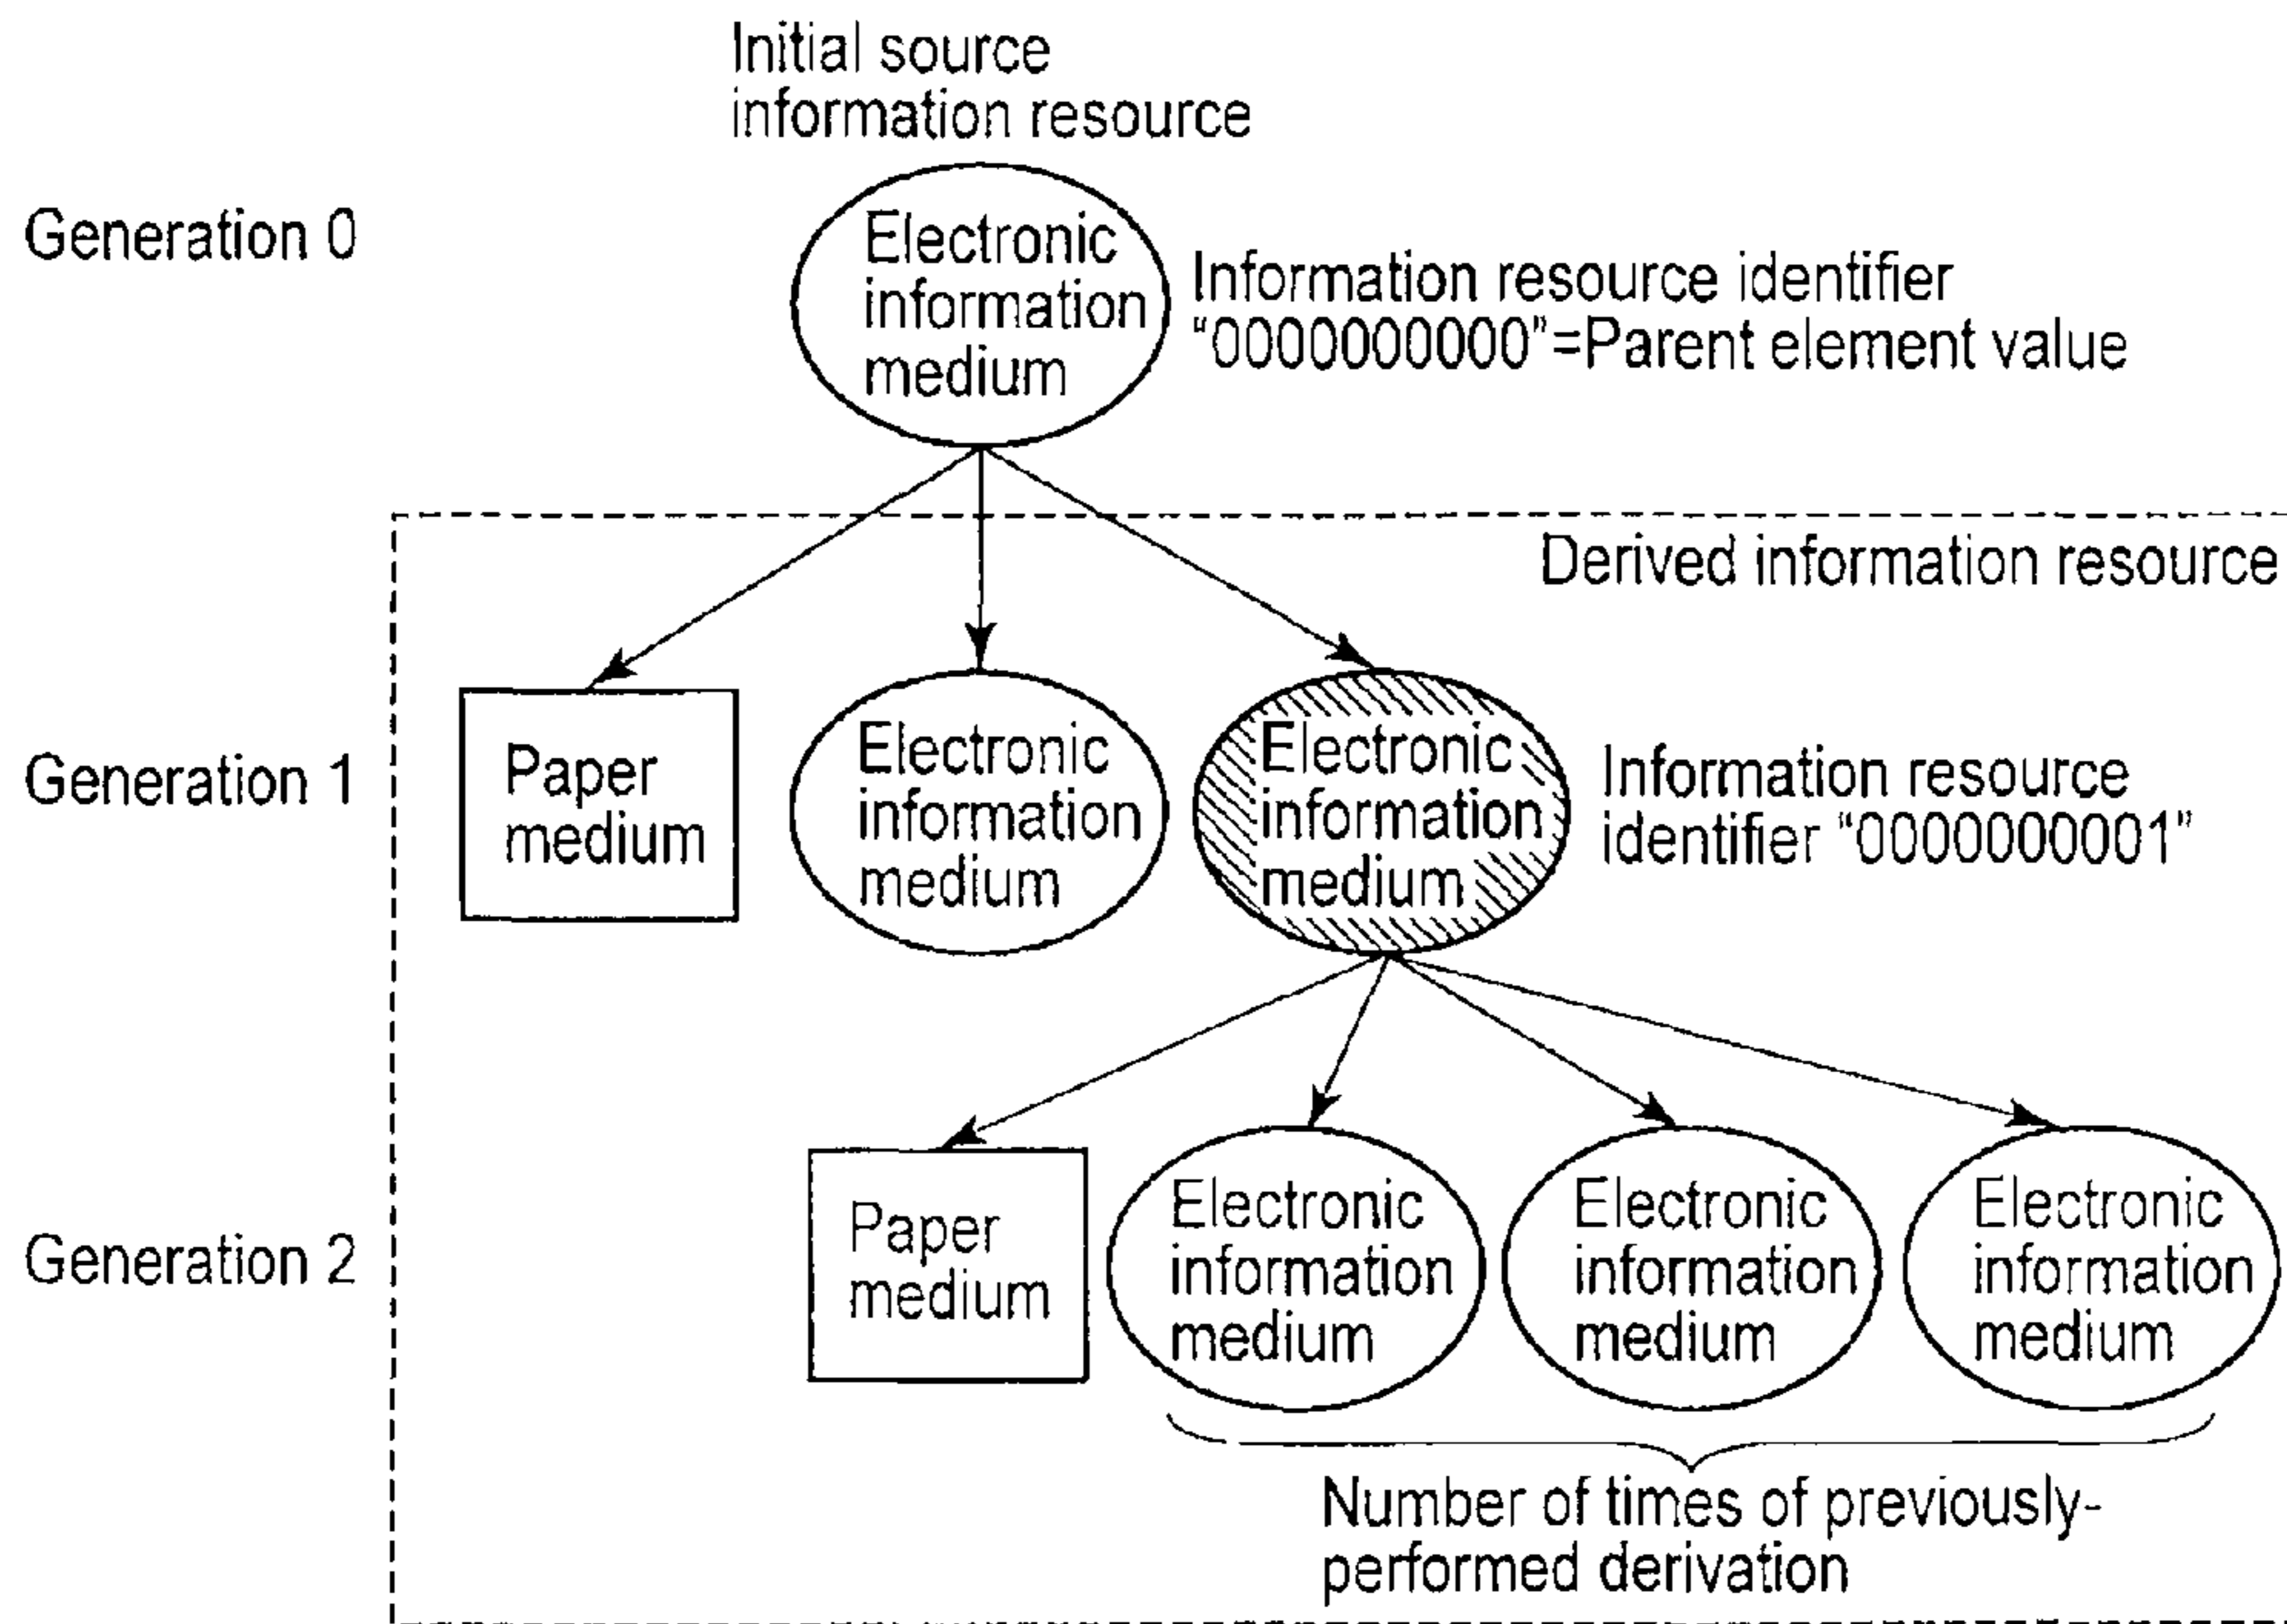 Initial source
information resource
Generation 0
Electronic
information
medium
Information resource identifier
“0000000000”=Parent element value
Derived information resource
Generation 1
Paper
medium
Electronic
information
medium
Electronic
information
medium
Information resource
identifier “0000000001”
Generation 2
Paper
medium
Electronic
information
medium
Electronic
information
medium
Electronic
information
medium
Number of times of previously-
performed derivation